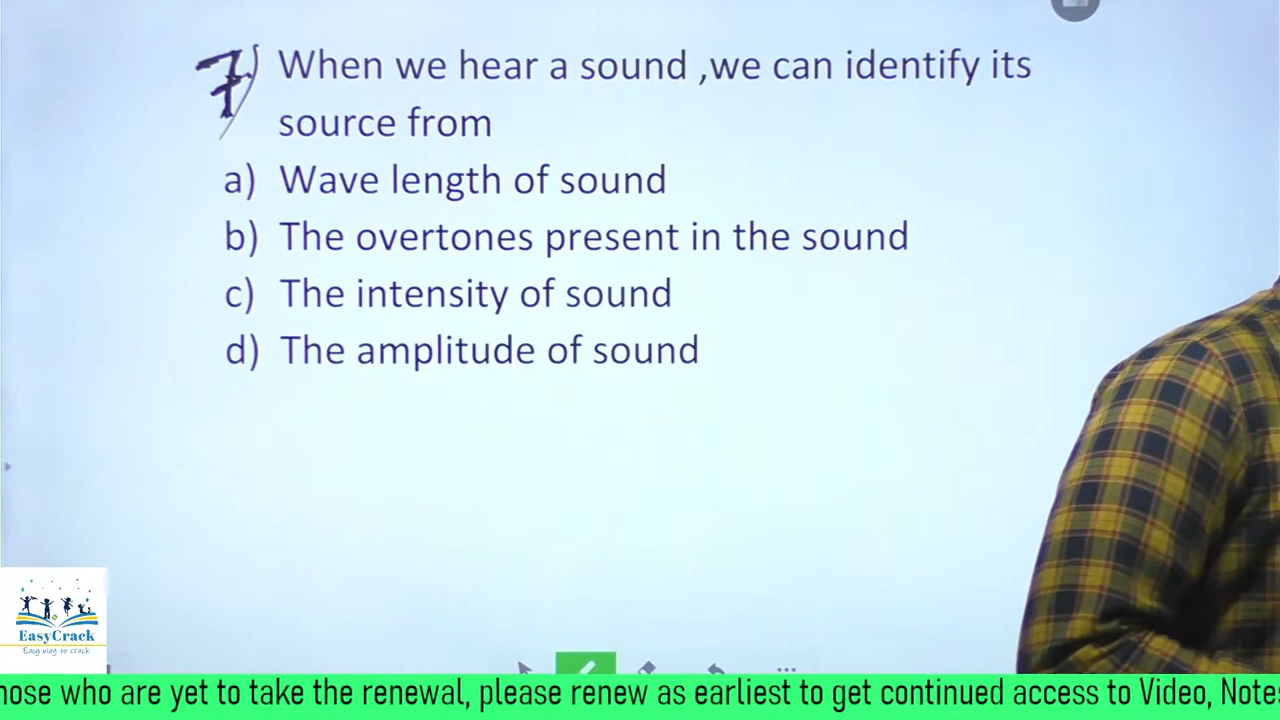 7) When we hear a sound ,we can identify its
source from
a) Wave length of sound
b) The overtones present in the sound
c) The intensity of sound
d) The amplitude of sound
EasyCrack
Easy way to crack
who are yet to take the renewal, please renew as earliest to get continued access to Video,